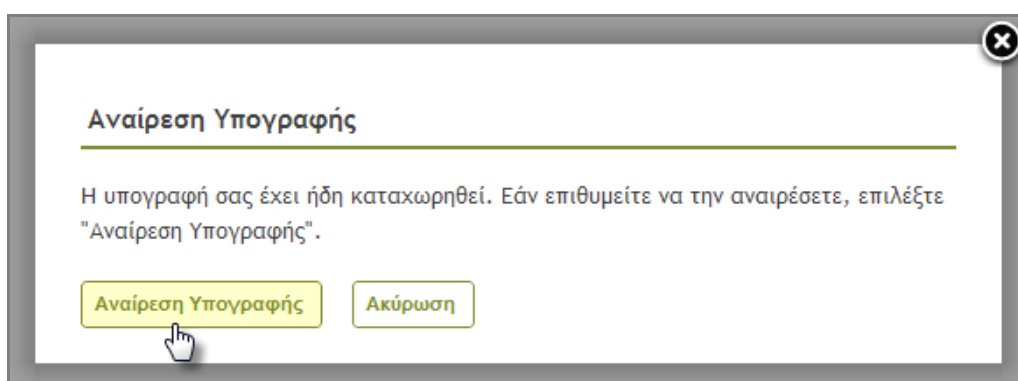 Αναίρεση Υπογραφής
Η υπογραφή σας έχει ήδη καταχωρηθεί. Εάν επιθυμείτε να την αναιρέσετε, επιλέξτε
"Αναίρεση Υπογραφής".
Αναίρεση Υπογραφής Ακύρωση